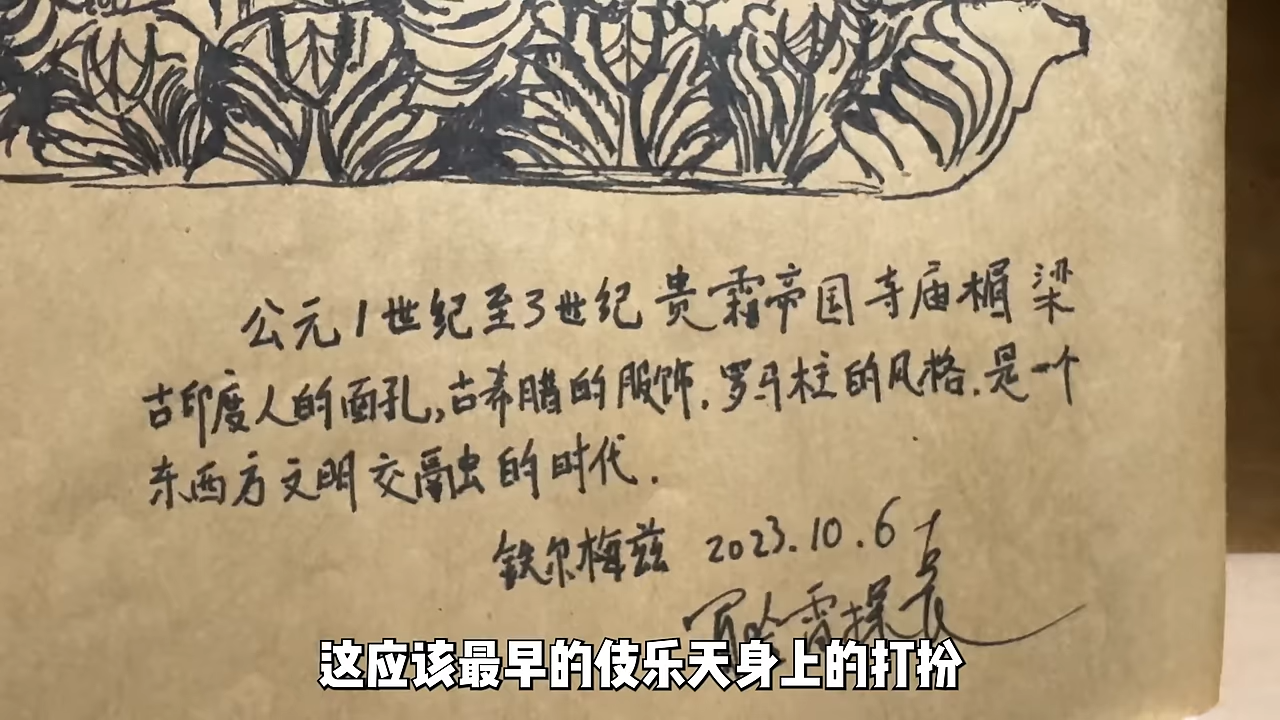 公元1世纪至3世纪 贵霜帝国寺庙楣梁
古印度人的面孔,古希腊的服饰.罗马柱的风格.是一个
东西方文明交融的时代.
铁尔梅兹 2023.10.6
这应该最早的伎乐天身上的打扮